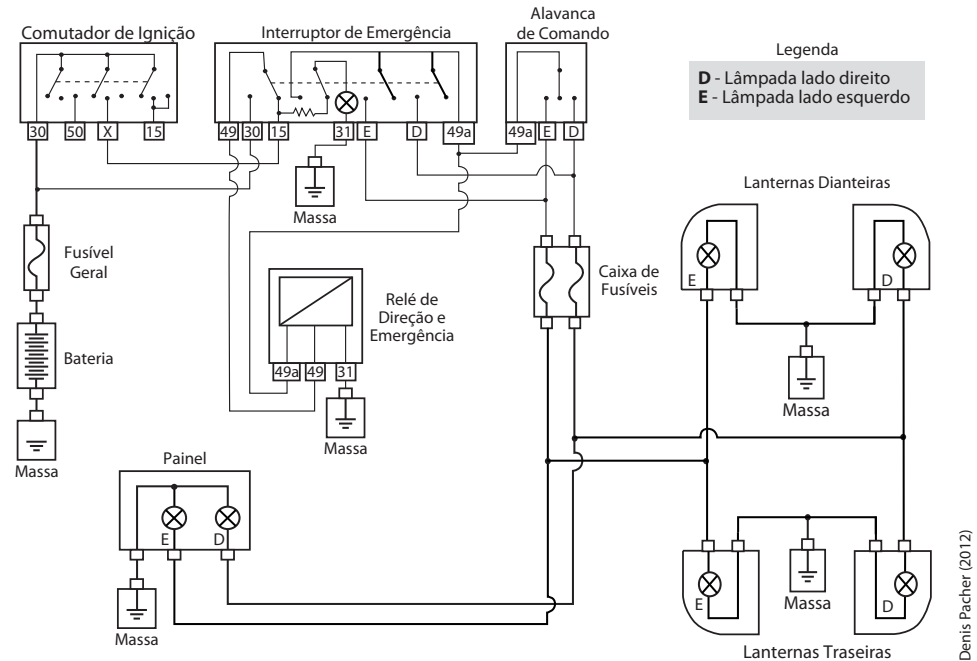 Comutador de Ignição
Interruptor de Emergência
Alavanca
de Comando
Legenda
D - Lâmpada lado direito
E - Lâmpada lado esquerdo
30 50 X 15
49 30 15 31 E D 49a
49a E D
Massa
Lanternas Dianteiras
Fusível
Geral
Caixa de
Fusíveis
E
D
Relé de
Direção e
Emergência
Bateria
49a 49 31
Massa
Massa
Massa
Painel
E D
Massa
Massa
E
D
Lanternas Traseiras
Denis Pacher (2012)